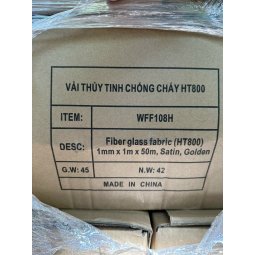 VẢI THỦY TINH CHỐNG CHÁY HT800
ITEM: WFF108H
DESC: Fiber glass fabric (HT800)
1mm x 1m x 50m, Satin, Golden
G.W: 45 N.W: 42
MADE IN CHINA